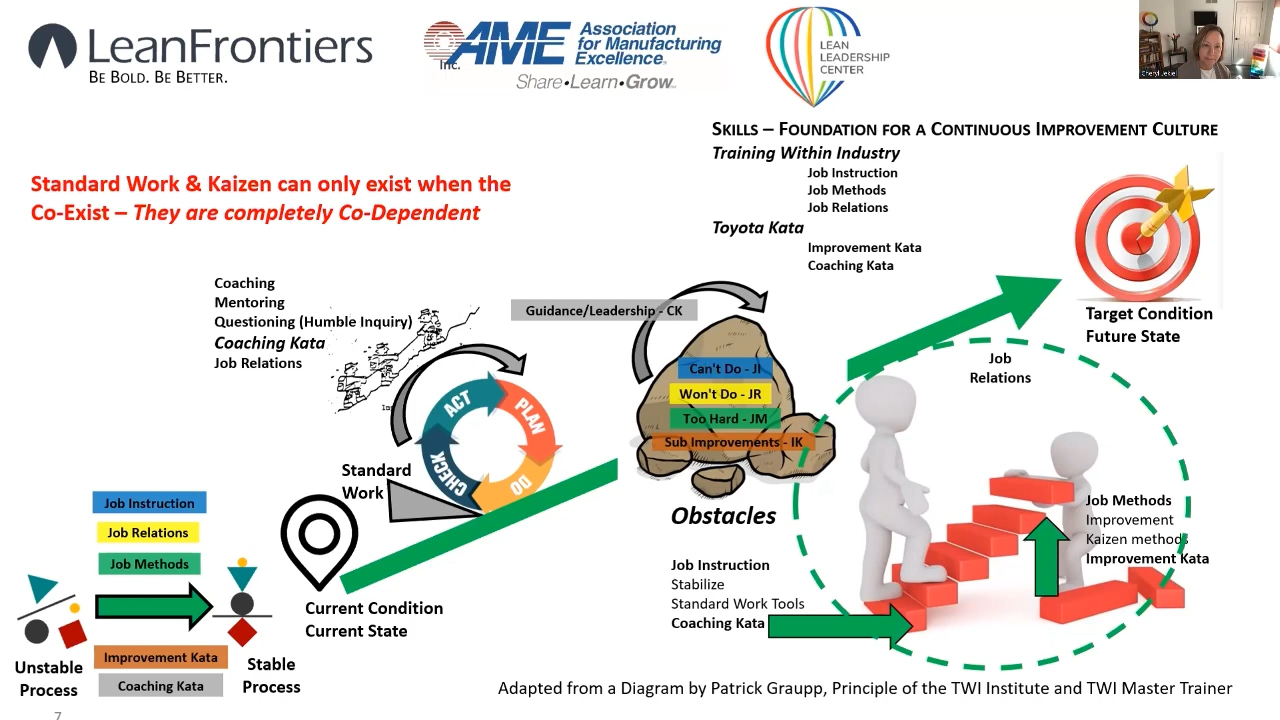 LeanFrontiers
BE BOLD. BE BETTER.
AME
Inc.
Association
for Manufacturing
Excellence®
Share•Learn•Grow
LEAN
LEADERSHIP
CENTER
SKILLS – FOUNDATION FOR A CONTINUOUS IMPROVEMENT CULTURE
Training Within Industry
Job Instruction
Job Methods
Job Relations
Toyota Kata
Improvement Kata
Coaching Kata
Standard Work & Kaizen can only exist when the
Co-Exist – They are completely Co-Dependent
Coaching
Mentoring
Questioning (Humble Inquiry)
Coaching Kata
Job Relations
Guidance/Leadership - CK
Can't Do - JI
Won't Do - JR
Too Hard - JM
Sub Improvements - IK
Obstacles
Target Condition
Future State
Job
Relations
ACT
PLAN
DO
CHECK
Standard
Work
Job Instruction
Job Relations
Job Methods
Improvement Kata
Coaching Kata
Unstable
Process
Stable
Process
Current Condition
Current State
Job Instruction
Stabilize
Standard Work Tools
Coaching Kata
Job Methods
Improvement
Kaizen methods
Improvement Kata
Adapted from a Diagram by Patrick Graupp, Principle of the TWI Institute and TWI Master Trainer
7